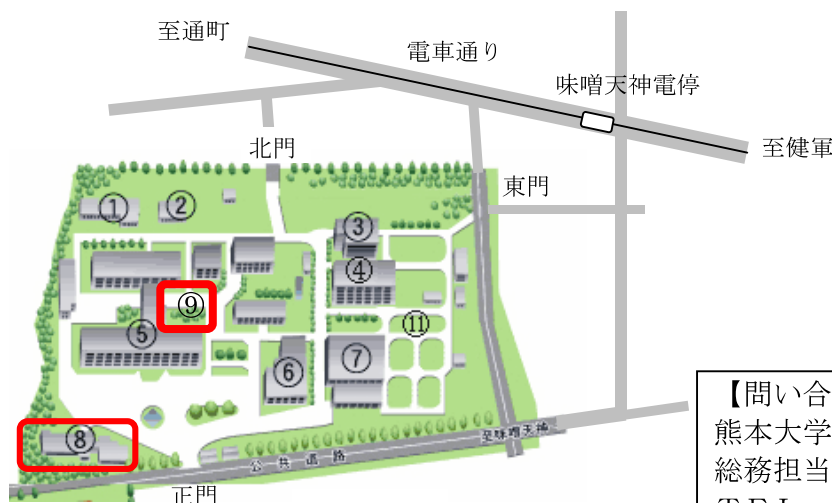 至通町
電車通り
味噌天神電停
至健軍
北門
東門
①
②
③
④
⑨
⑤
⑪
⑥
⑦
⑧
至味噌天神
公共道路
正門
【問い合
熊本大学
総務担当